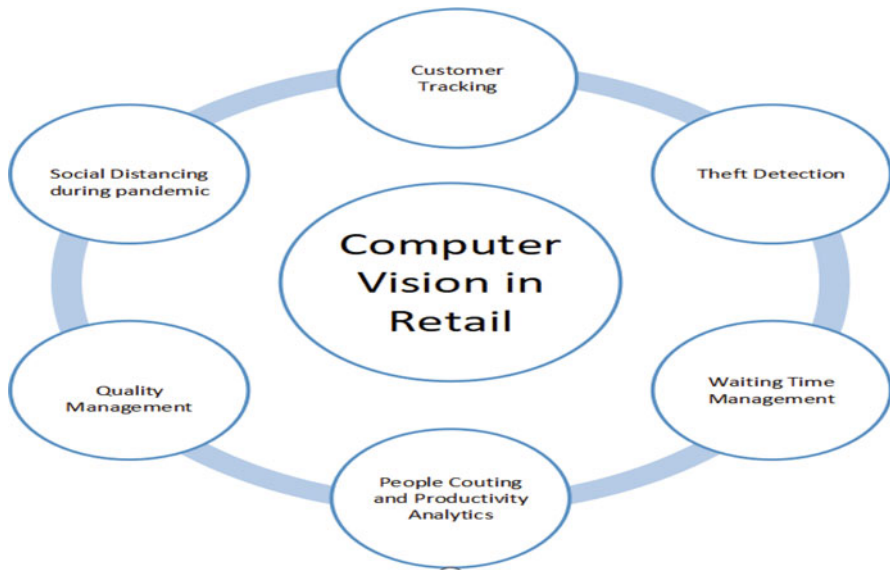 Customer
Tracking
Social Distancing
during pandemic
Theft Detection
Computer
Vision in
Retail
Quality
Management
Waiting Time
Management
People Couting
and Productivity
Analytics